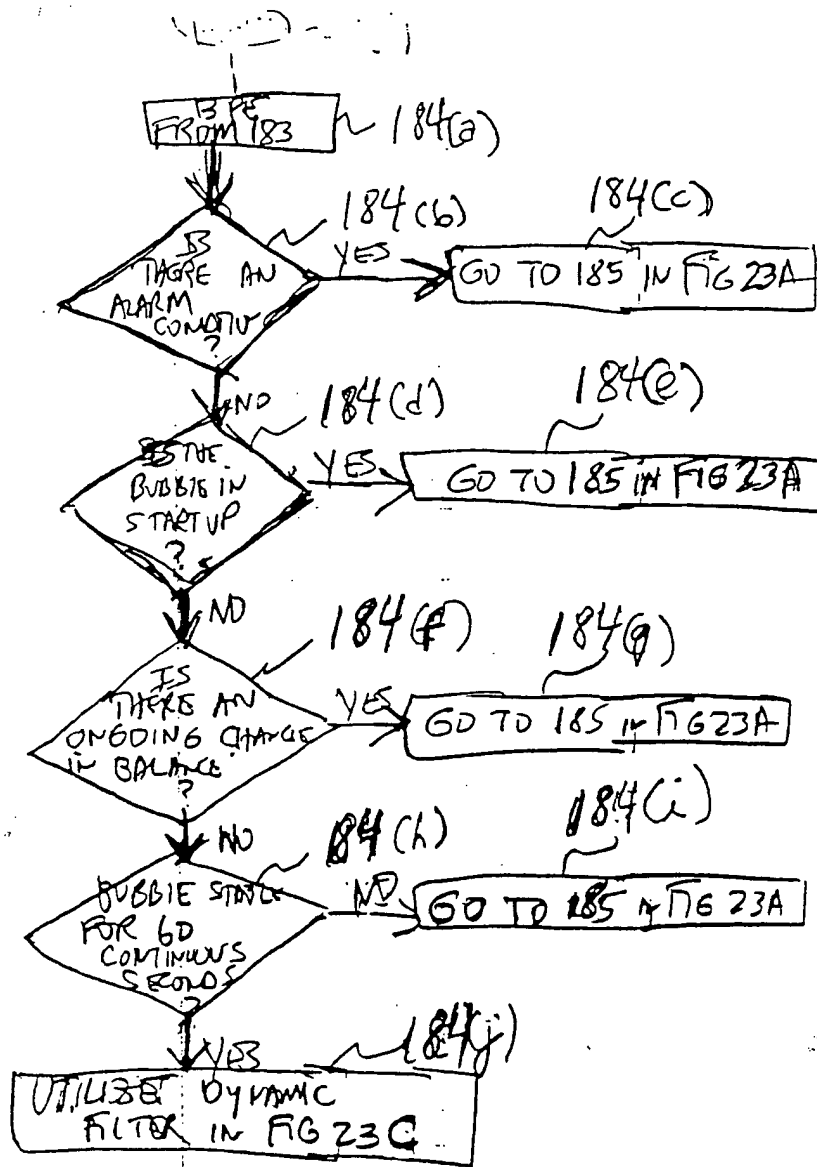 FROM 183
184(a)
184(b)
184(c)
THERE AN
ALARM
?
YES
GO TO 185 IN FIG 23A
NO
184(d)
184(e)
IS THE
BUBBLE IN
STARTUP
?
YES
GO TO 185 IN FIG 23A
NO
184(f)
184(g)
IS
THERE AN
ONGOING CHANGE
IN BALANCE
?
YES
GO TO 185 IN FIG 23A
NO
184(h)
184(i)
BUBBLE STABLE
FOR 60
CONTINUOUS
SECONDS
?
NO
GO TO 185 IN FIG 23A
YES
184(j)
UTILIZE DYNAMIC
FILTER IN FIG 23C